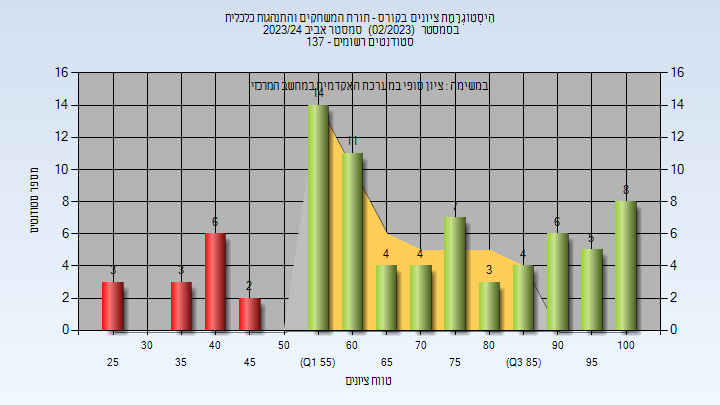 היסטוגרמת ציונים בקורס - תורת המשחקים והתנהגות כלכלית
בסמסטר (02/2023) סמסטר אביב 2023/24
סטודנטים רשומים - 137
במשימה : ציון סופי במערכת האקדמית במחשב המרכזי
מספר סטודנטים
16 16
14 14
12 12
10 10
8 8
6 6
4 4
2 2
0 0
3 3 6 2 14 11 4 4 7 3 4 6 5 8
30 40 50 60 70 80 90 100
25 35 45 (Q1 55) 65 75 (Q3 85) 95
טווח ציונים